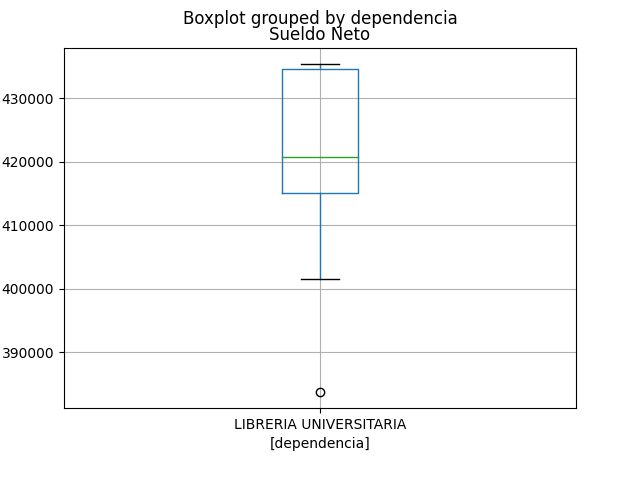 Boxplot grouped by dependencia
Sueldo Neto
430000
420000
410000
400000
390000
LIBRERIA UNIVERSITARIA
[dependencia]